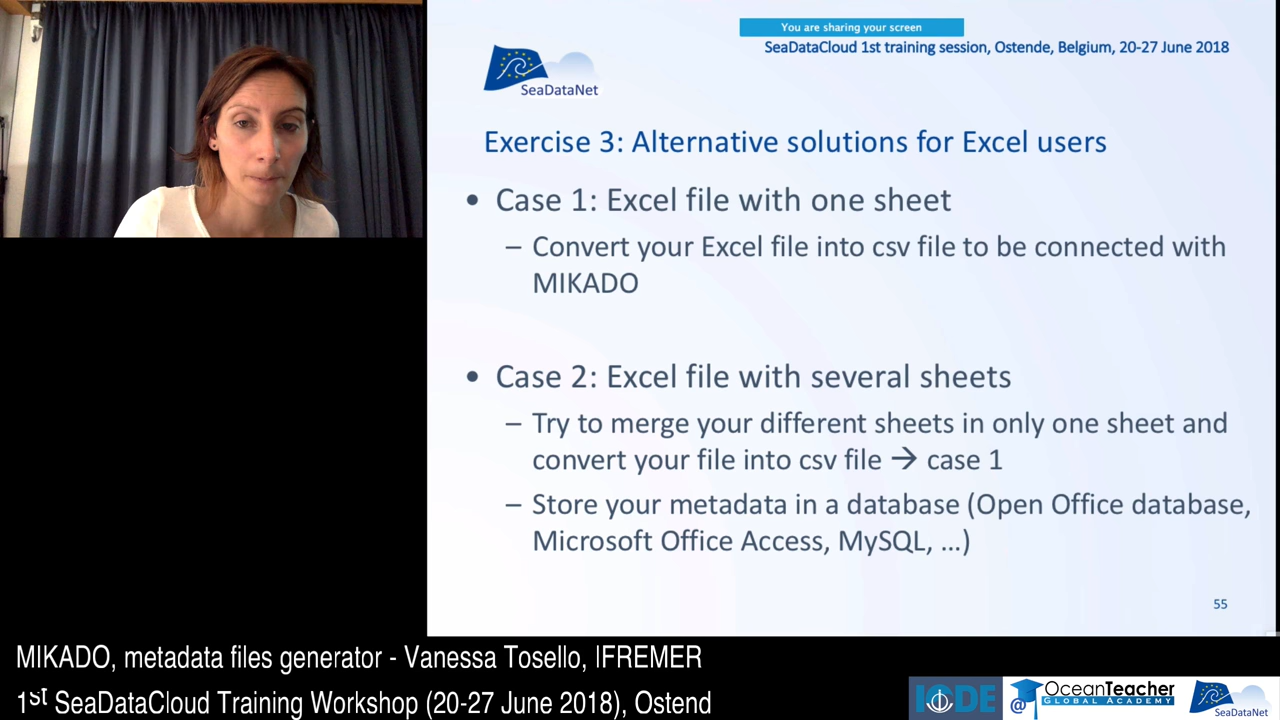 You are sharing your screen
SeaDataCloud 1st training session, Ostende, Belgium, 20-27 June 2018
SeaDataNet
Exercise 3: Alternative solutions for Excel users
• Case 1: Excel file with one sheet
– Convert your Excel file into csv file to be connected with
MIKADO
• Case 2: Excel file with several sheets
– Try to merge your different sheets in only one sheet and
convert your file into csv file → case 1
– Store your metadata in a database (Open Office database,
Microsoft Office Access, MySQL, ...)
55
MIKADO, metadata files generator - Vanessa Tosello, IFREMER
1st SeaDataCloud Training Workshop (20-27 June 2018), Ostend
IODE
@
OceanTeacher
GLOBAL ACADEMY
SeaDataNet